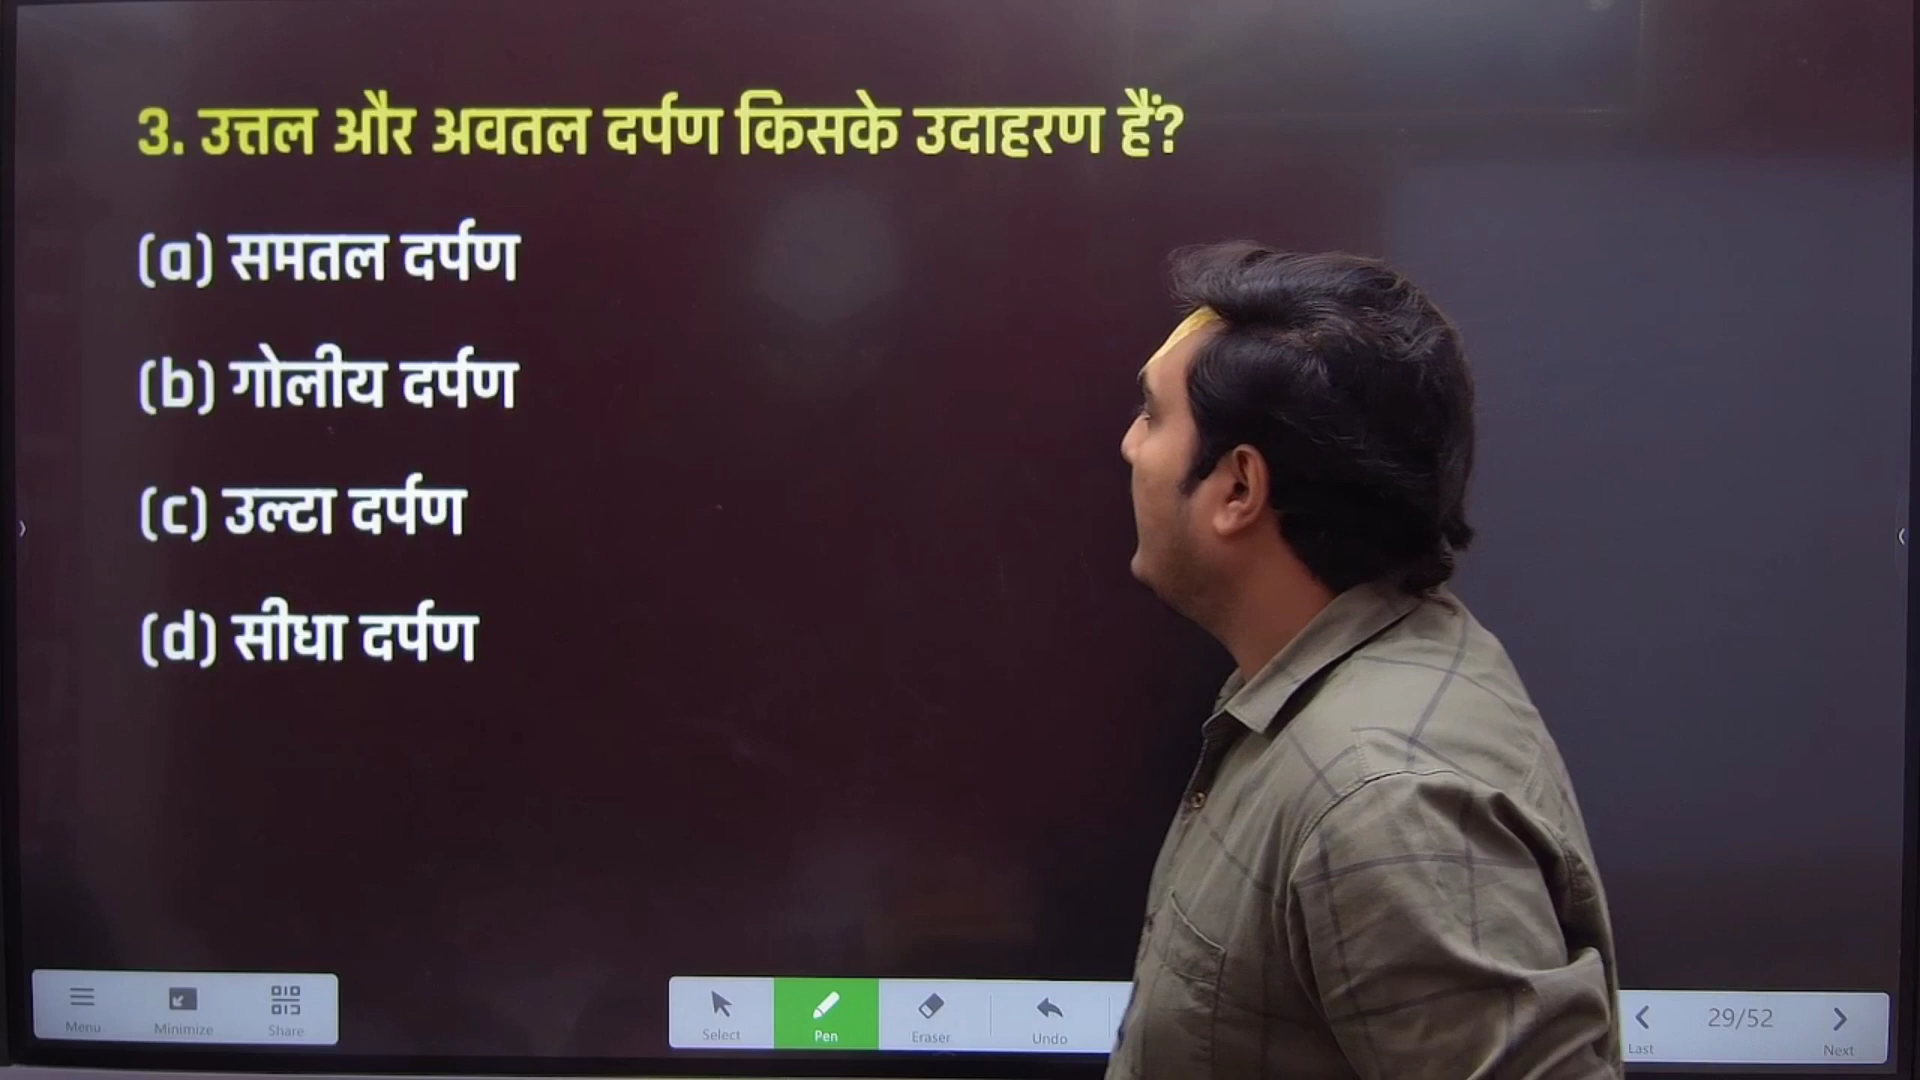 3. उत्तल और अवतल दर्पण किसके उदाहरण हैं?
(a) समतल दर्पण
(b) गोलीय दर्पण
(c) उल्टा दर्पण
(d) सीधा दर्पण
Menu Minimize Share Select Pen Eraser Undo Last 29/52 Next